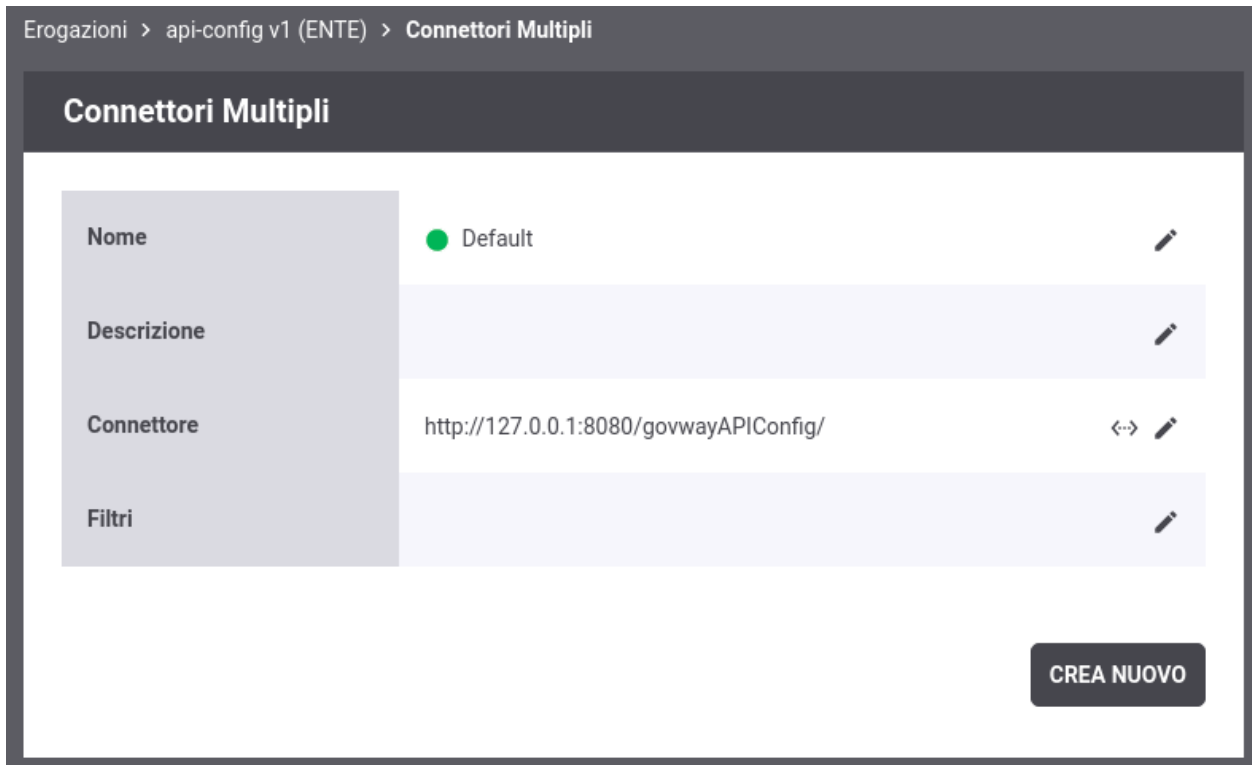 Erogazioni > api-config v1 (ENTE) > Connettori Multipli
Connettori Multipli
Nome
Default
Descrizione
Connettore
http://127.0.0.1:8080/govwayAPIConfig/
Filtri
CREA NUOVO